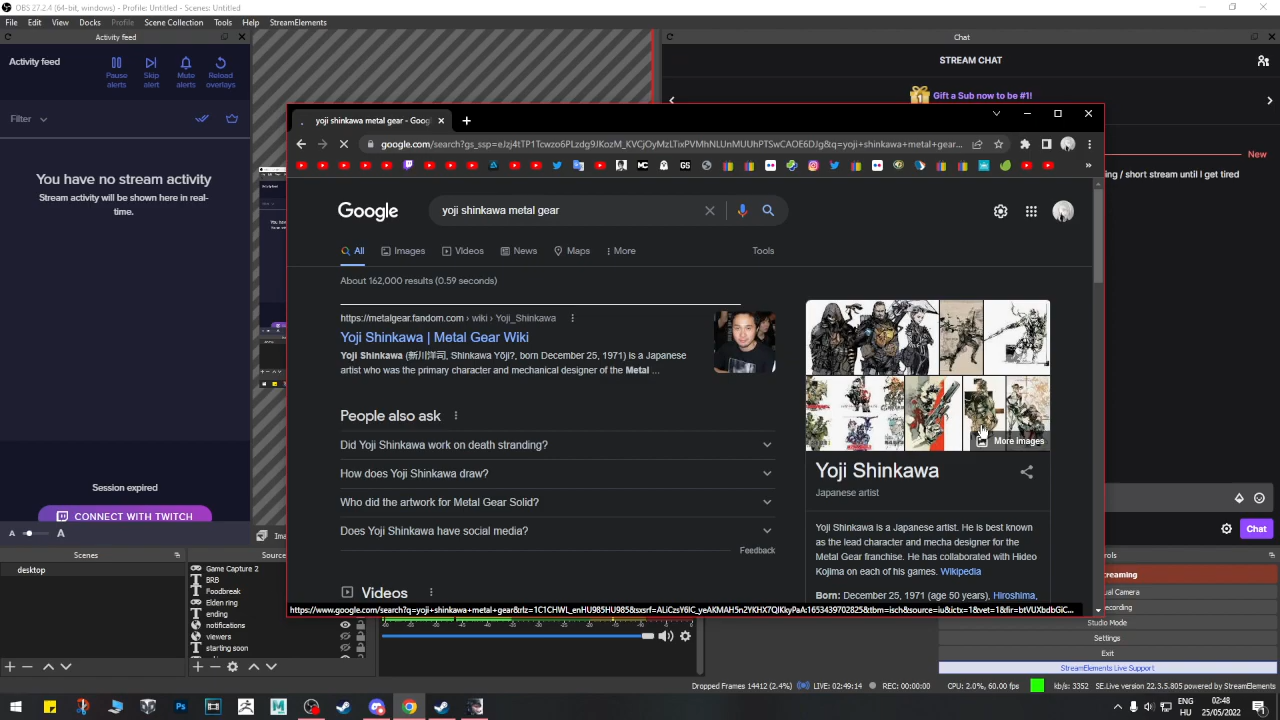 OBS 27.2.4 (64-bit, windows) - Profile: Untitled - Scenes: Untitled
File Edit View Docks Profile Scene Collection Tools Help StreamElements
Activity feed
Activity feed
Pause alerts
Skip alert
Mute alerts
Reload overlays
Filter
You have no stream activity
Stream activity will be shown here in real-time.
Session expired
CONNECT WITH TWITCH
A A
Chat
STREAM CHAT
Gift a Sub now to be #1!
New
ing / short stream until I get tired
Chat
yoji shinkawa metal gear - Goog
google.com/search?gs_ssp=eJzj4tTP1Tcwzo6PLzdg9JKozM_KVCjOyMzLTixPVMhNLUnMUUhPTSwCAOE6DJg&q=yoji+shinkawa+metal+gear...
Google
yoji shinkawa metal gear
All Images Videos News Maps More Tools
About 162,000 results (0.59 seconds)
https://metalgear.fandom.com › wiki › Yoji_Shinkawa
Yoji Shinkawa | Metal Gear Wiki
Yoji Shinkawa (新川洋司, Shinkawa Yōji?, born December 25, 1971) is a Japanese
artist who was the primary character and mechanical designer of the Metal ...
People also ask
Did Yoji Shinkawa work on death stranding?
How does Yoji Shinkawa draw?
Who did the artwork for Metal Gear Solid?
Does Yoji Shinkawa have social media?
Feedback
Videos
More images
Yoji Shinkawa
Japanese artist
Yoji Shinkawa is a Japanese artist. He is best known
as the lead character and mecha designer for the
Metal Gear franchise. He has collaborated with Hideo
Kojima on each of his games. Wikipedia
Born: December 25, 1971 (age 50 years), Hiroshima,
Scenes
desktop
Sourc
Game Capture 2
BRB
Foodbreak
Elden ring
ending
notifications
viewers
starting soon
Ima
rols
treaming
cording
ual Camera
Studio Mode
Settings
Exit
StreamElements Live Support
Dropped Frames 14412 (2.4%) LIVE: 02:49:14 REC: 00:00:00 CPU: 2.0%, 60.00 fps kb/s: 3352 SE.Live version 22.3.5.805 powered by StreamElements
ENG
HU
02:48
25/05/2022